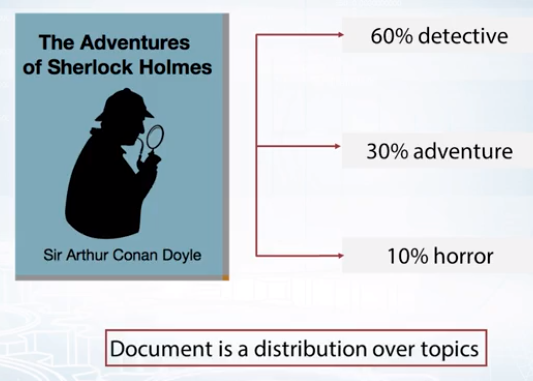 The Adventures
of Sherlock Holmes
Sir Arthur Conan Doyle
60% detective
30% adventure
10% horror
Document is a distribution over topics